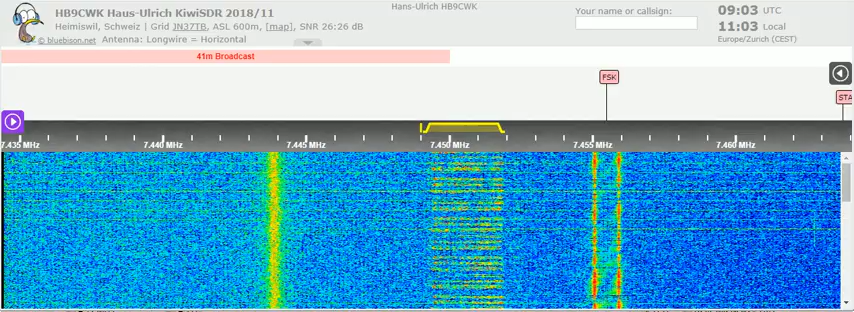 HB9CWK Haus-Ulrich KiwiSDR 2018/11
Hans-Ulrich HB9CWK
Heimiswil, Schweiz | Grid JN37TB, ASL 600m, [map], SNR 26:26 dB
© bluebison.net Antenna: Longwire = Horizontal
Your name or callsign:
09:03 UTC
11:03 Local
Europe/Zurich (CEST)
41m Broadcast
FSK
STA
7.435 MHz 7.440 MHz 7.445 MHz 7.450 MHz 7.455 MHz 7.460 MHz